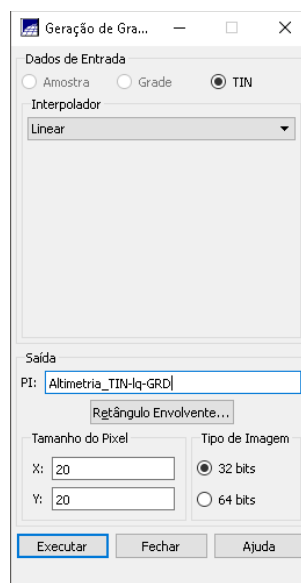 Geração de Gra...
Dados de Entrada
Amostra Grade TIN
Interpolador
Linear
Saída
PI: Altimetria_TIN-lq-GRD
Retângulo Envolvente...
Tamanho do Pixel Tipo de Imagem
X: 20 32 bits
Y: 20 64 bits
Executar Fechar Ajuda